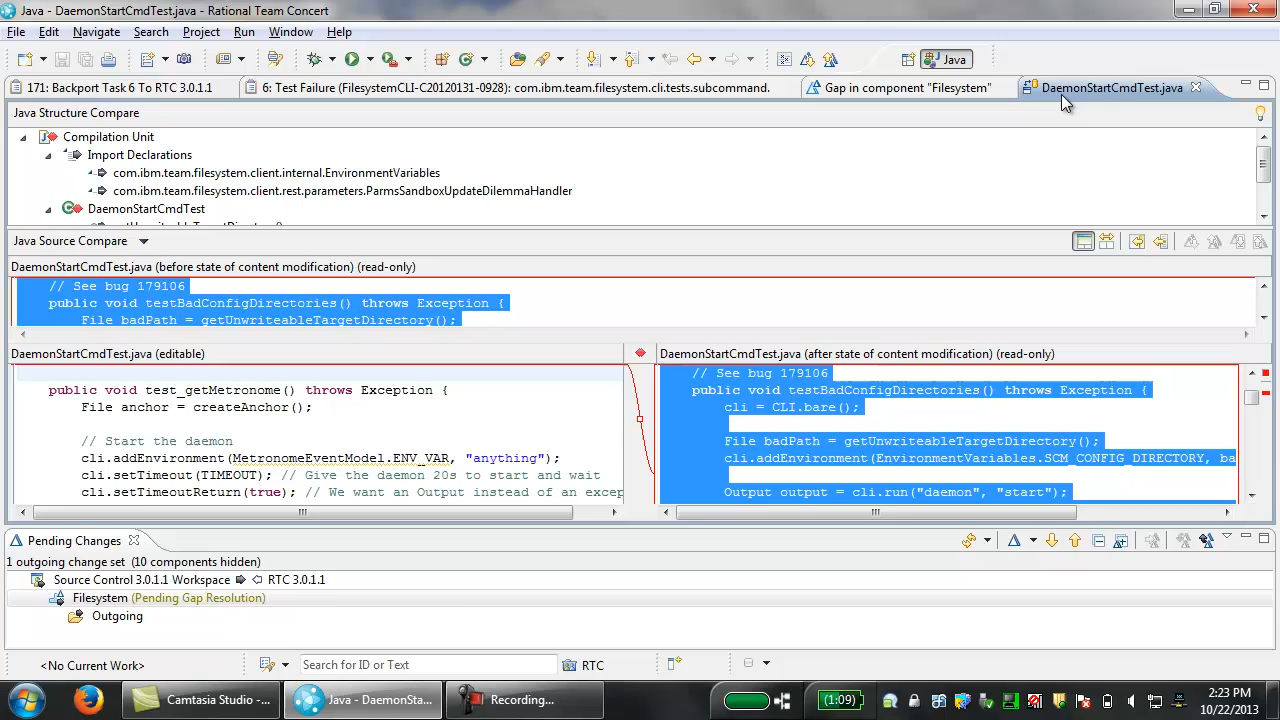 Java - DaemonStartCmdTest.java - Rational Team Concert
File Edit Navigate Search Project Run Window Help
Java
171: Backport Task 6 To RTC 3.0.1.1
6: Test Failure (FilesystemCLI-C20120131-0928): com.ibm.team.filesystem.cli.tests.subcommand.
Gap in component "Filesystem"
DaemonStartCmdTest.java
Java Structure Compare
Compilation Unit
Import Declarations
com.ibm.team.filesystem.client.internal.EnvironmentVariables
com.ibm.team.filesystem.client.rest.parameters.ParmsSandboxUpdateDilemmaHandler
DaemonStartCmdTest
Java Source Compare
DaemonStartCmdTest.java (before state of content modification) (read-only)
// See bug 179106
public void testBadConfigDirectories() throws Exception {
File badPath = getUnwriteableTargetDirectory();
DaemonStartCmdTest.java (editable)
public void test_getMetronome() throws Exception {
File anchor = createAnchor();
// Start the daemon
cli.addEnvironment(MetronomeEventModel.ENV_VAR, "anything");
cli.setTimeout(TIMEOUT); // Give the daemon 20s to start and wait
cli.setTimeoutReturn(true); // We want an Output instead of an excep
DaemonStartCmdTest.java (after state of content modification) (read-only)
// See bug 179106
public void testBadConfigDirectories() throws Exception {
cli = CLI.bare();
File badPath = getUnwriteableTargetDirectory();
cli.addEnvironment(EnvironmentVariables.SCM_CONFIG_DIRECTORY, ba
Output output = cli.run("daemon", "start");
Pending Changes
1 outgoing change set (10 components hidden)
Source Control 3.0.1.1 Workspace RTC 3.0.1.1
Filesystem (Pending Gap Resolution)
Outgoing
<No Current Work>
Search for ID or Text
RTC
Camtasia Studio -...
Java - DaemonSta...
Recording...
(1:09)
2:23 PM
10/22/2013